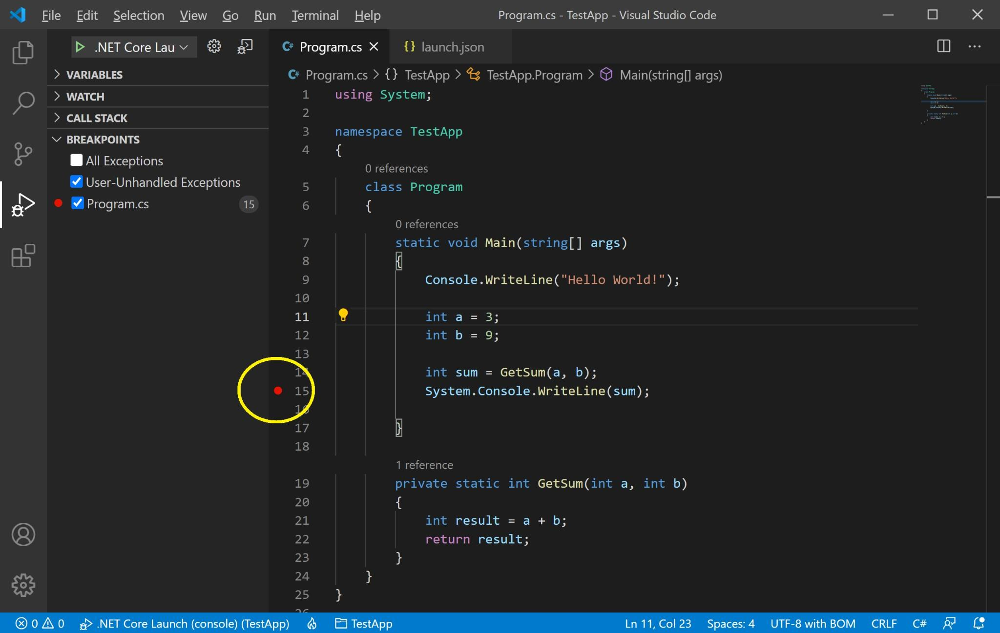 File Edit Selection View Go Run Terminal Help Program.cs - TestApp - Visual Studio Code
.NET Core Lau
Program.cs
launch.json
Program.cs > {} TestApp > TestApp.Program > Main(string[] args)
VARIABLES
WATCH
CALL STACK
BREAKPOINTS
All Exceptions
User-Unhandled Exceptions
Program.cs 15
1 using System;
2
3 namespace TestApp
4 {
0 references
5 class Program
6 {
0 references
7 static void Main(string[] args)
8 {
9 Console.WriteLine("Hello World!");
10
11 int a = 3;
12 int b = 9;
13
14 int sum = GetSum(a, b);
15 System.Console.WriteLine(sum);
16
17 }
18
1 reference
19 private static int GetSum(int a, int b)
20 {
21 int result = a + b;
22 return result;
23 }
24 }
25 }
26
0 0 .NET Core Launch (console) (TestApp) TestApp Ln 11, Col 23 Spaces: 4 UTF-8 with BOM CRLF C#